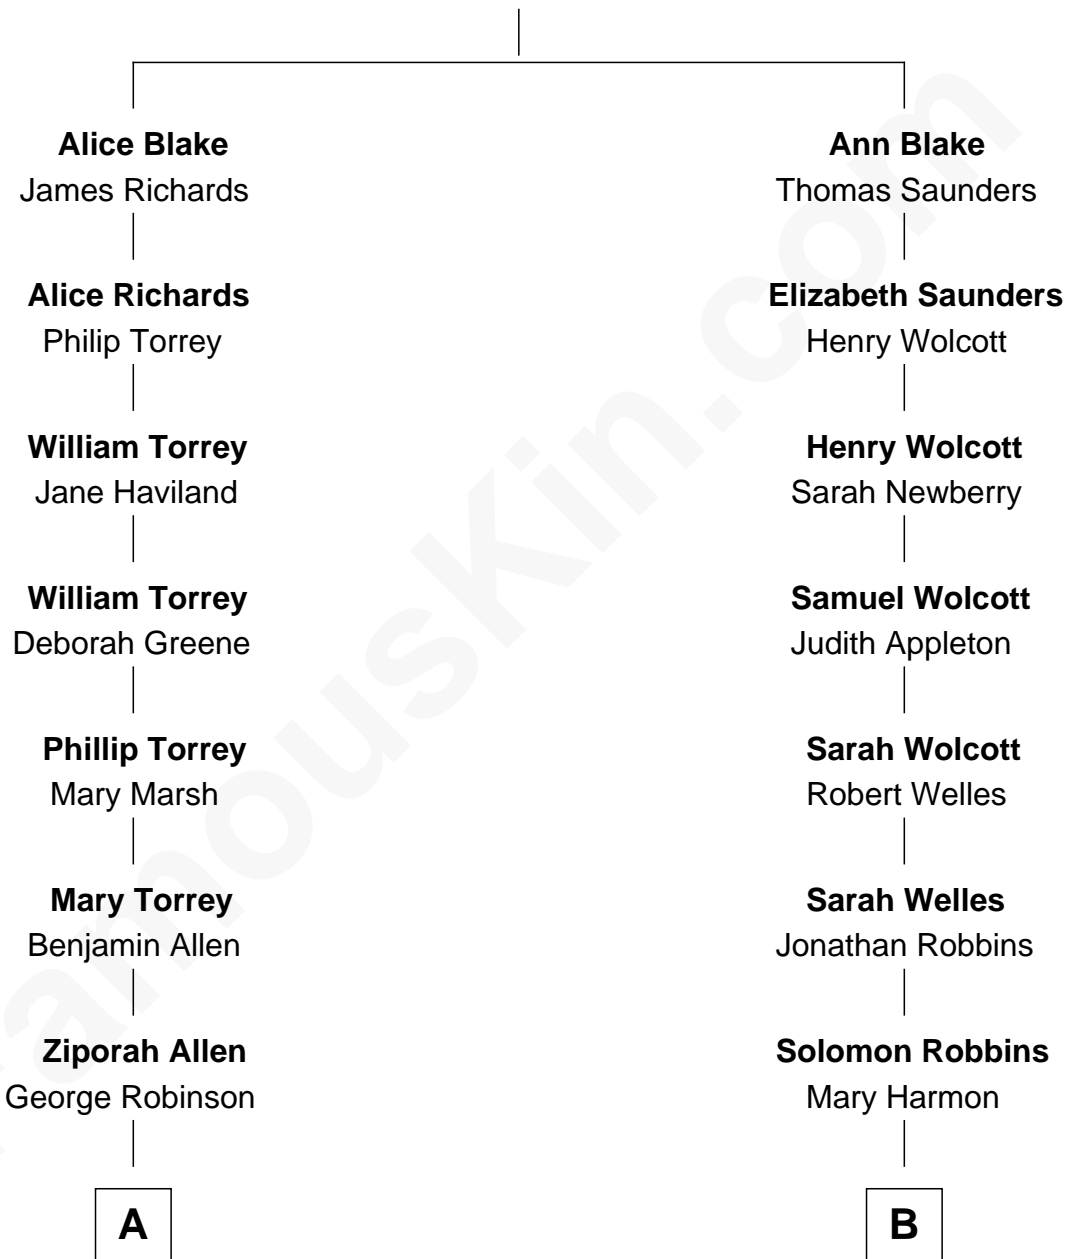 Alice Blake
James Richards
Alice Richards
Philip Torrey
William Torrey
Jane Haviland
William Torrey
Deborah Greene
Phillip Torrey
Mary Marsh
Mary Torrey
Benjamin Allen
Ziporah Allen
George Robinson
A
Ann Blake
Thomas Saunders
Elizabeth Saunders
Henry Wolcott
Henry Wolcott
Sarah Newberry
Samuel Wolcott
Judith Appleton
Sarah Wolcott
Robert Welles
Sarah Welles
Jonathan Robbins
Solomon Robbins
Mary Harmon
B
FamousKin.com